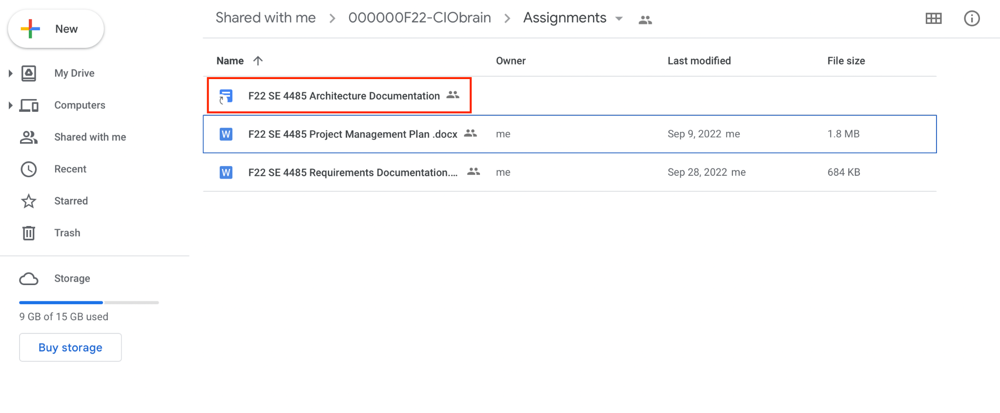 New
Shared with me > 000000F22-CIObrain > Assignments
My Drive
Computers
Shared with me
Recent
Starred
Trash
Storage
9 GB of 15 GB used
Buy storage
Name Owner Last modified File size
F22 SE 4485 Architecture Documentation
W F22 SE 4485 Project Management Plan .docx me Sep 9, 2022 me 1.8 MB
W F22 SE 4485 Requirements Documentation.... me Sep 28, 2022 me 684 KB